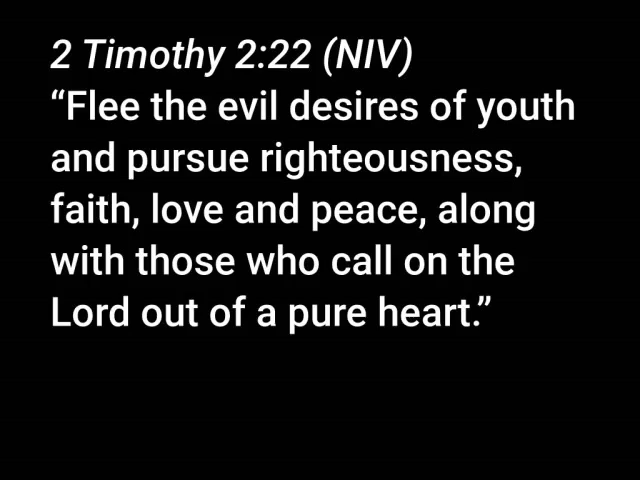 2 Timothy 2:22 (NIV)
“Flee the evil desires of youth
and pursue righteousness,
faith, love and peace, along
with those who call on the
Lord out of a pure heart.”